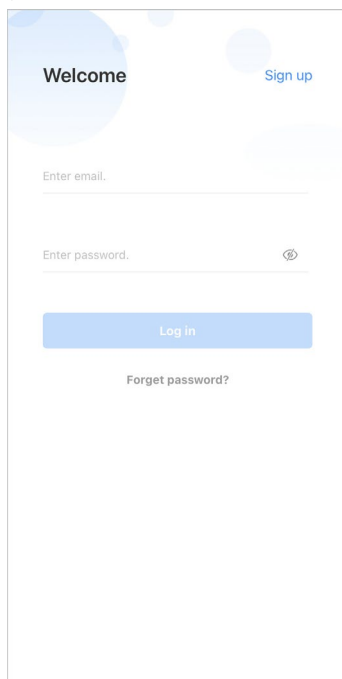 Welcome
Sign up
Enter email.
Enter password.
Log in
Forget password?